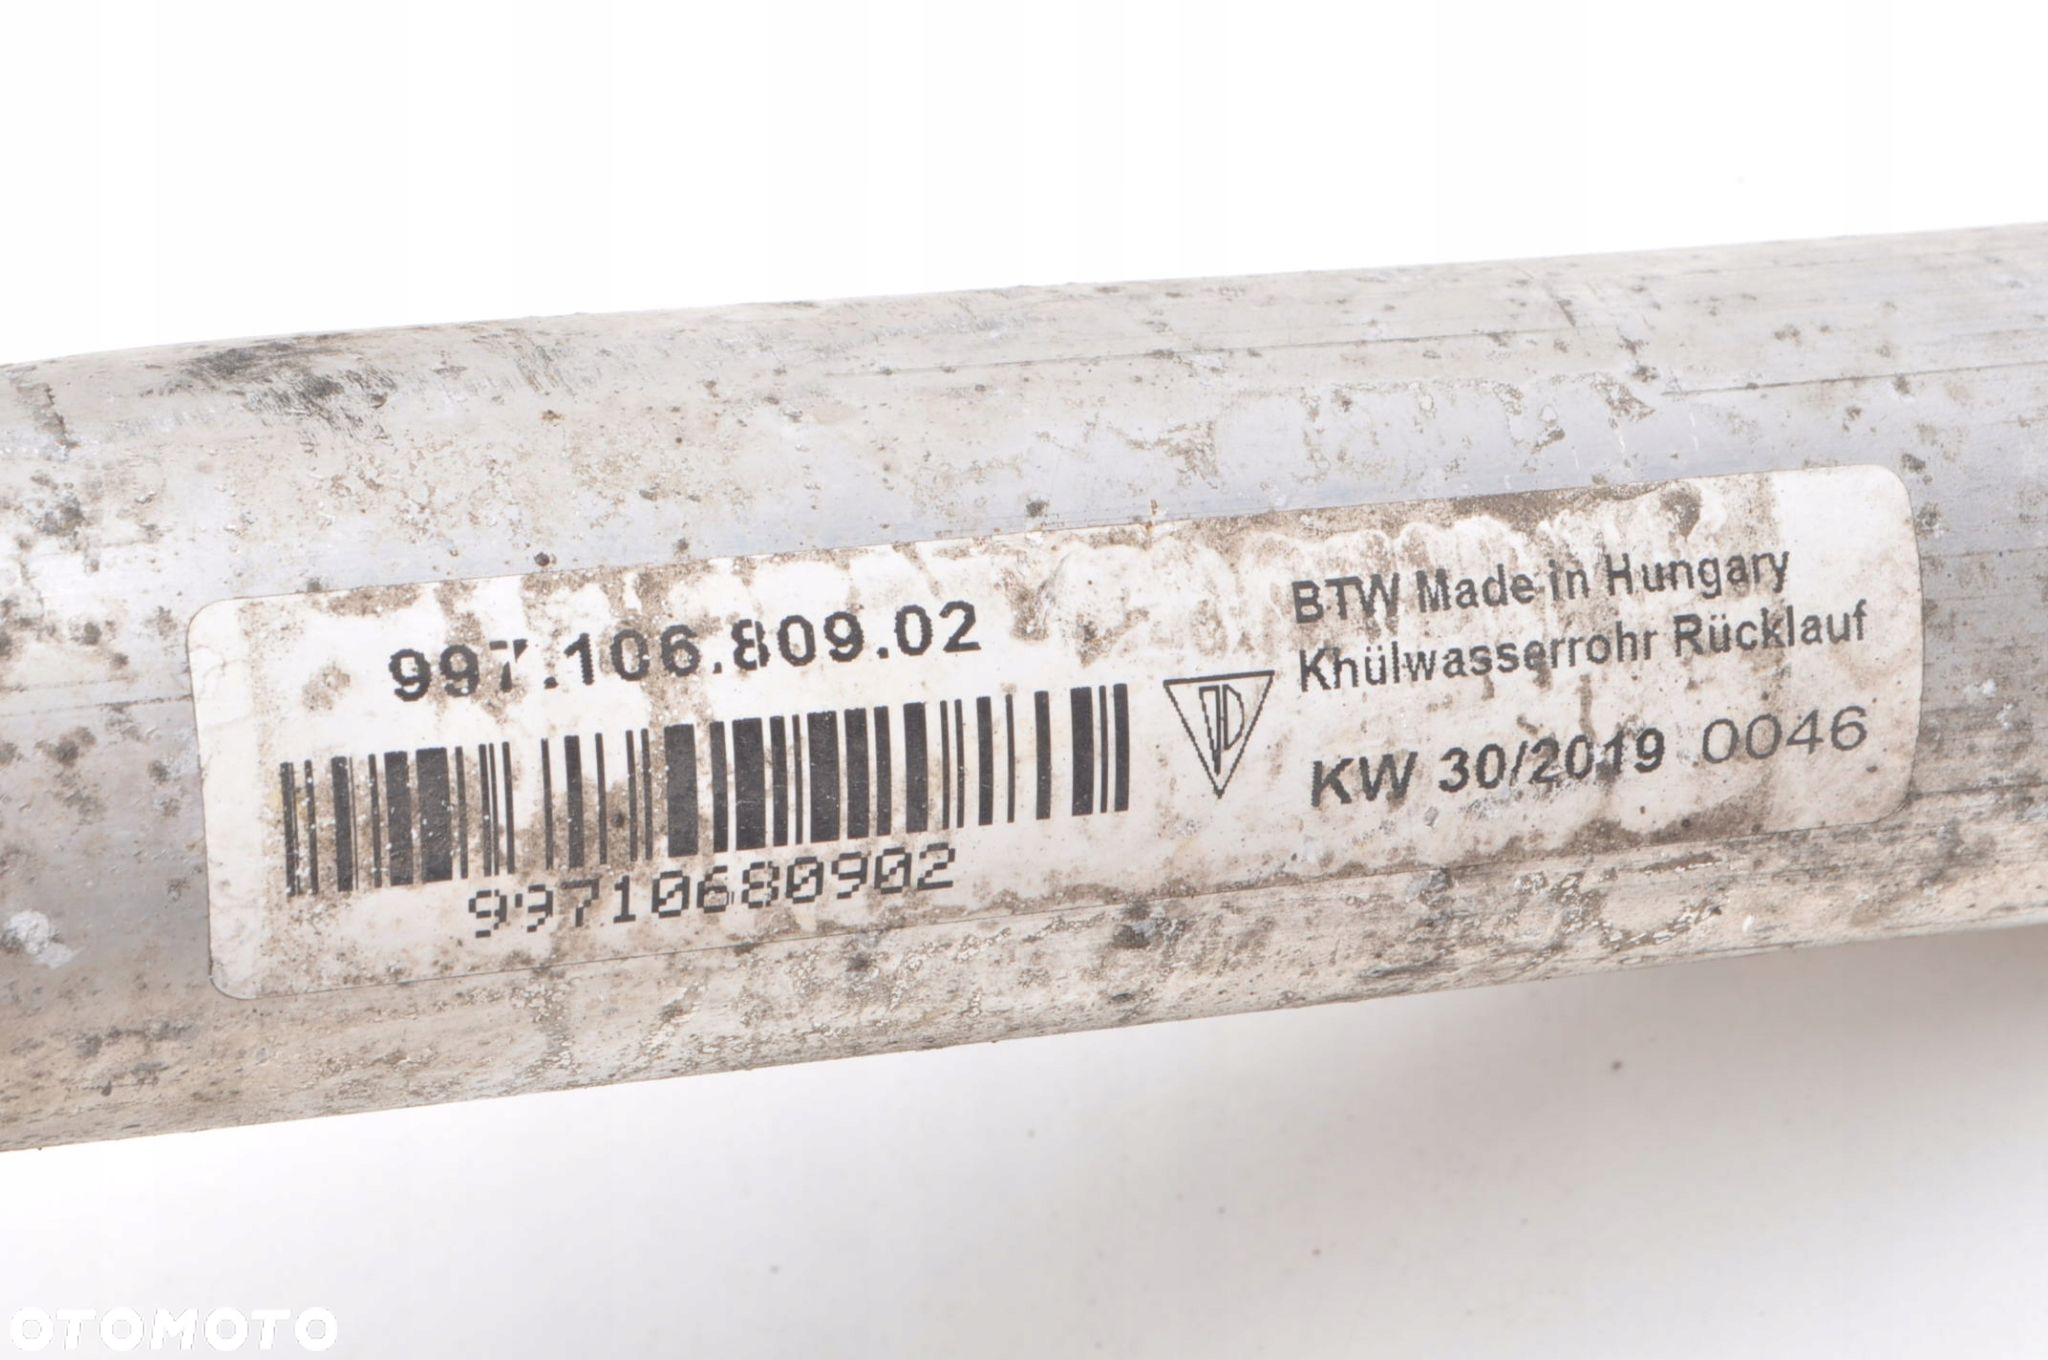 997.106.809.02
99710680902
BTW Made in Hungary
Khülwasserrohr Rücklauf
KW 30/2019 0046
OTOMOTO